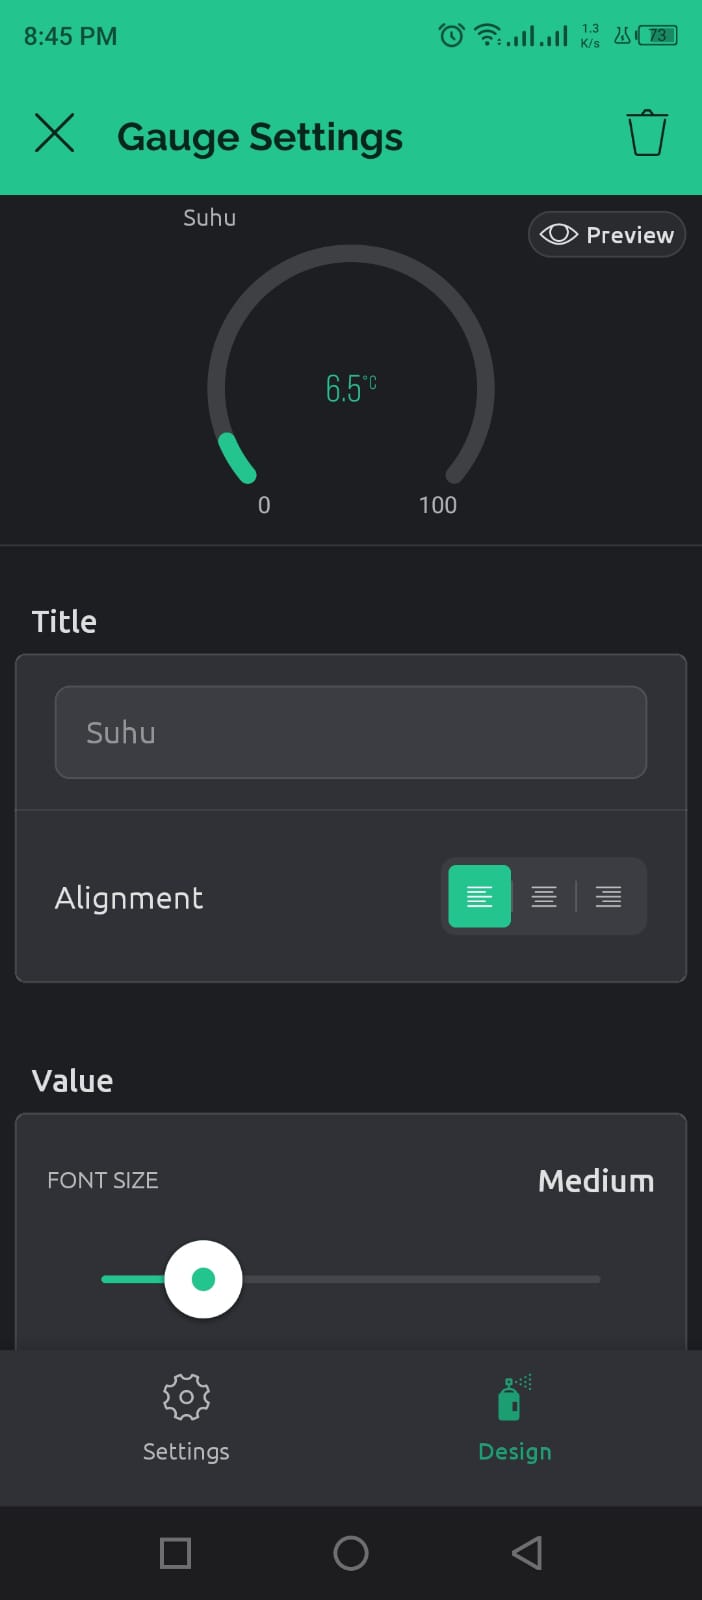 8:45 PM
1.3
K/s
73
Gauge Settings
Suhu
Preview
6.5°C
0
100
Title
Suhu
Alignment
Value
FONT SIZE
Medium
Settings
Design